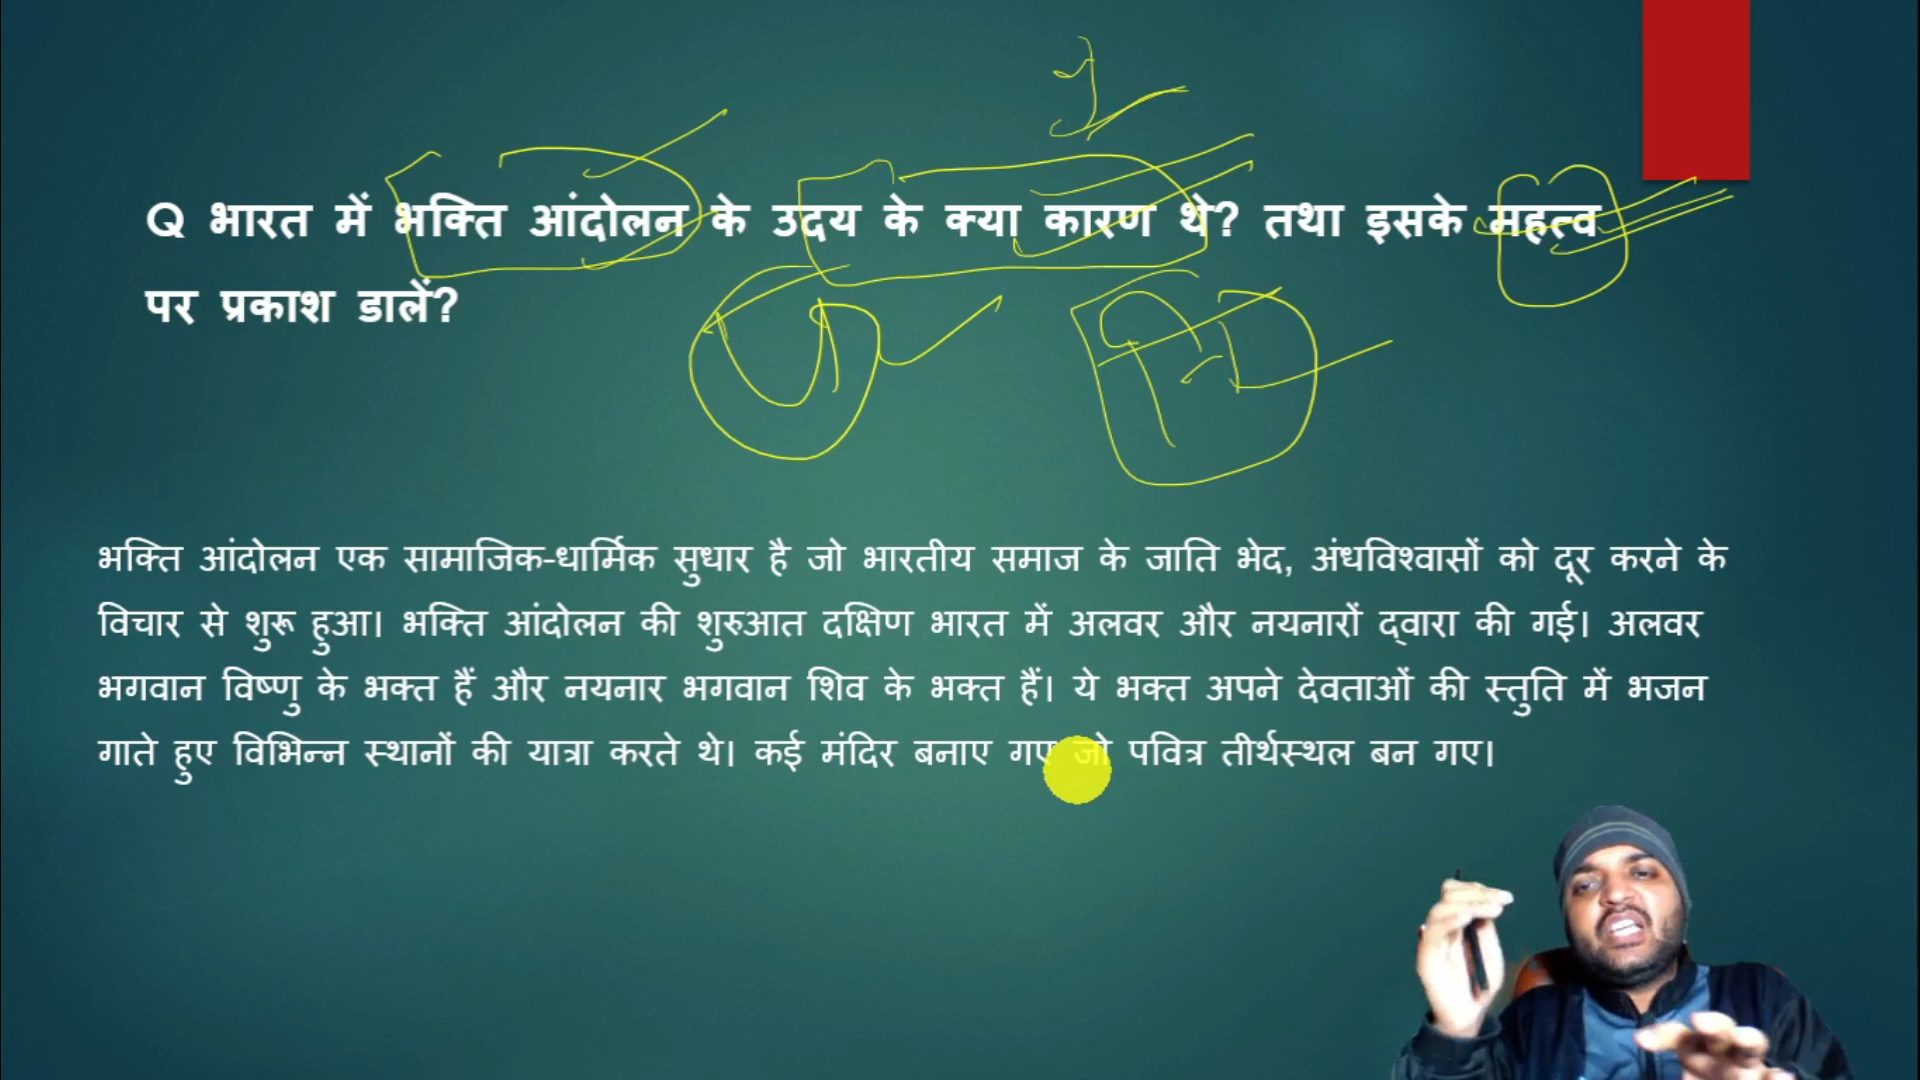 Q भारत में भक्ति आंदोलन के उदय के क्या कारण थे? तथा इसके महत्व
पर प्रकाश डालें?
भक्ति आंदोलन एक सामाजिक-धार्मिक सुधार है जो भारतीय समाज के जाति भेद, अंधविश्वासों को दूर करने के
विचार से शुरू हुआ। भक्ति आंदोलन की शुरुआत दक्षिण भारत में अलवर और नयनारों द्वारा की गई। अलवर
भगवान विष्णु के भक्त हैं और नयनार भगवान शिव के भक्त हैं। ये भक्त अपने देवताओं की स्तुति में भजन
गाते हुए विभिन्न स्थानों की यात्रा करते थे। कई मंदिर बनाए गए जो पवित्र तीर्थस्थल बन गए।